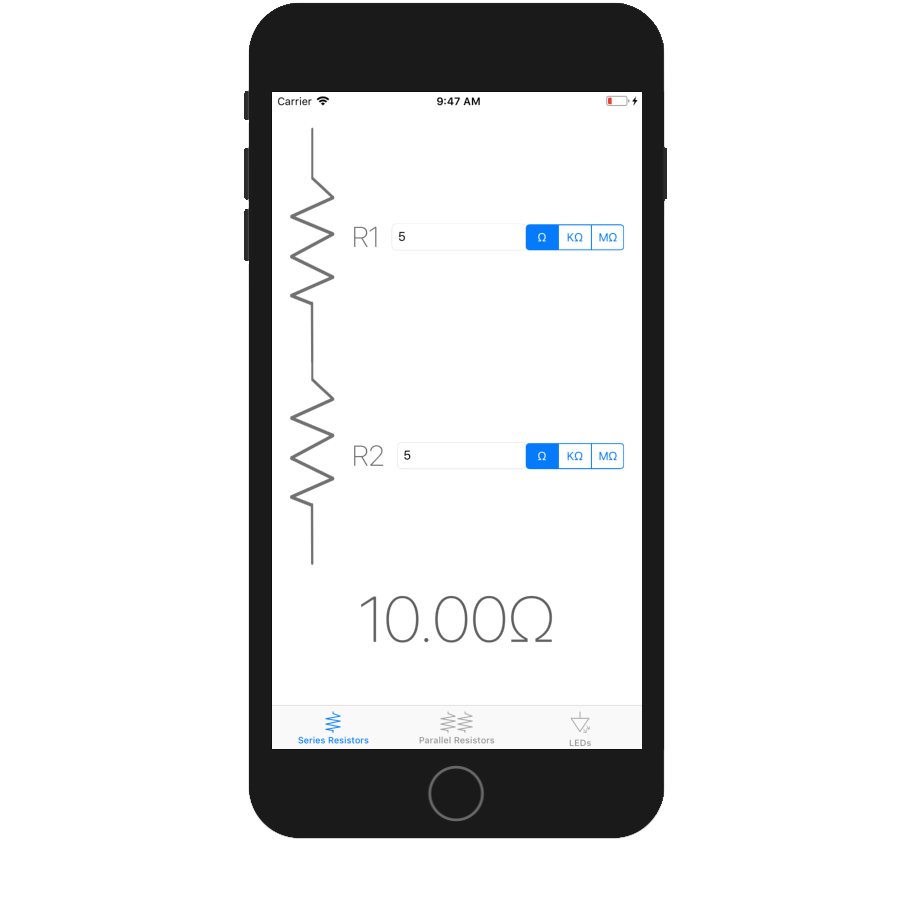 Carrier 9:47 AM
R1 5 Ω KΩ MΩ
R2 5 Ω KΩ MΩ
10.00Ω
Series Resistors Parallel Resistors LEDs